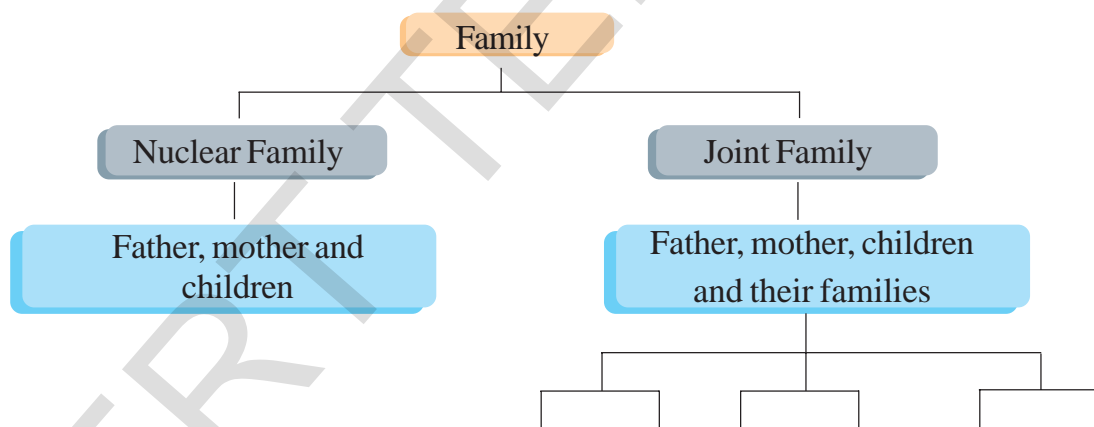 Family
Nuclear Family
Joint Family
Father, mother and
children
Father, mother, children
and their families